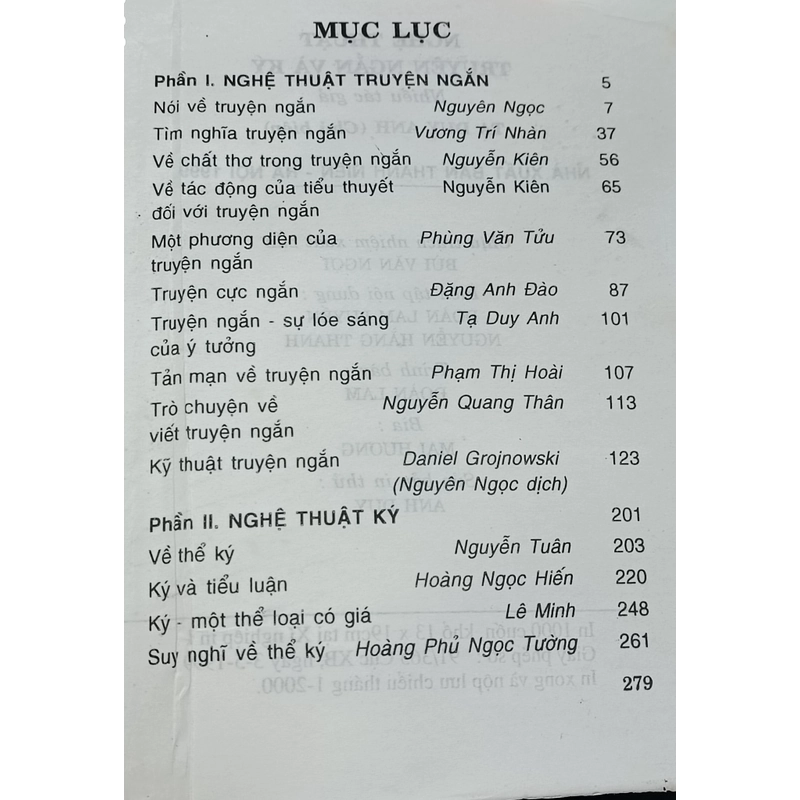 MỤC LỤC
Phần I. NGHỆ THUẬT TRUYỆN NGẮN 5
Nói về truyện ngắn Nguyên Ngọc 7
Tìm nghĩa truyện ngắn Vương Trí Nhàn 37
Về chất thơ trong truyện ngắn Nguyễn Kiên 56
Về tác động của tiểu thuyết Nguyễn Kiên 65
đối với truyện ngắn
Một phương diện của Phùng Văn Tửu 73
truyện ngắn
Truyện cực ngắn Đặng Anh Đào 87
Truyện ngắn - sự lóe sáng Tạ Duy Anh 101
của ý tưởng
Tản mạn về truyện ngắn Phạm Thị Hoài 107
Trò chuyện về Nguyễn Quang Thân 113
viết truyện ngắn
Kỹ thuật truyện ngắn Daniel Grojnowski 123
(Nguyên Ngọc dịch)
Phần II. NGHỆ THUẬT KÝ 201
Về thể ký Nguyễn Tuân 203
Ký và tiểu luận Hoàng Ngọc Hiến 220
Ký - một thể loại có giá Lê Minh 248
Suy nghĩ về thể ký Hoàng Phủ Ngọc Tường 261
279